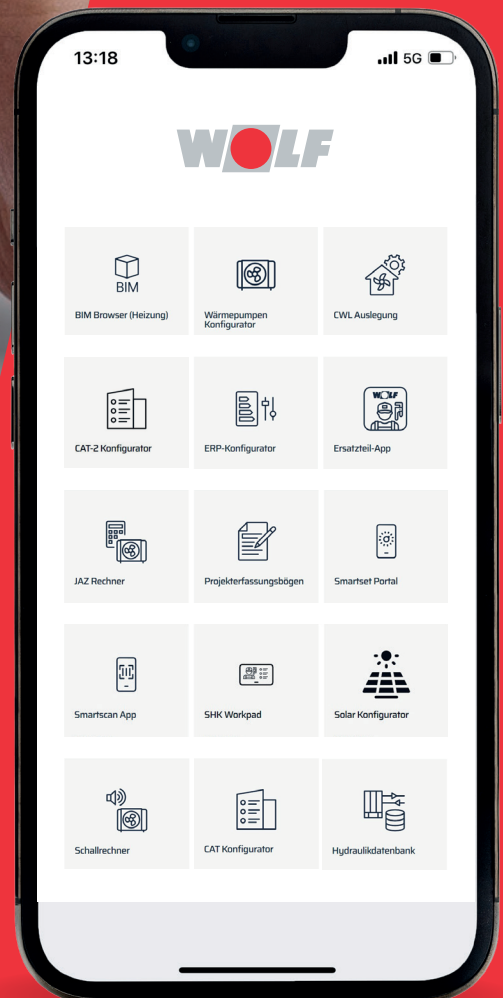 13:18
5G
WOLF
BIM
BIM Browser (Heizung)
Wärmepumpen
Konfigurator
CWL Auslegung
CAT-2 Konfigurator
ERP-Konfigurator
WOLF
Ersatzteil-App
JAZ Rechner
Projekterfassungsbögen
Smartset Portal
Smartscan App
SHK Workpad
Solar Konfigurator
Schallrechner
CAT Konfigurator
Hydraulikdatenbank